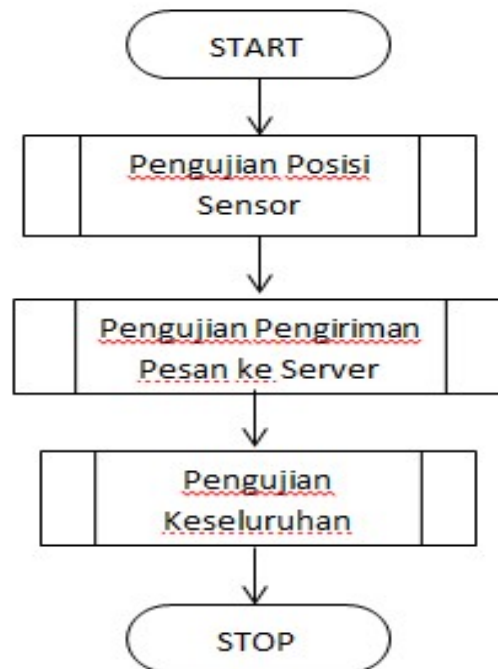 START
Pengujian Posisi
Sensor
Pengujian Pengiriman
Pesan ke Server
Pengujian
Keseluruhan
STOP